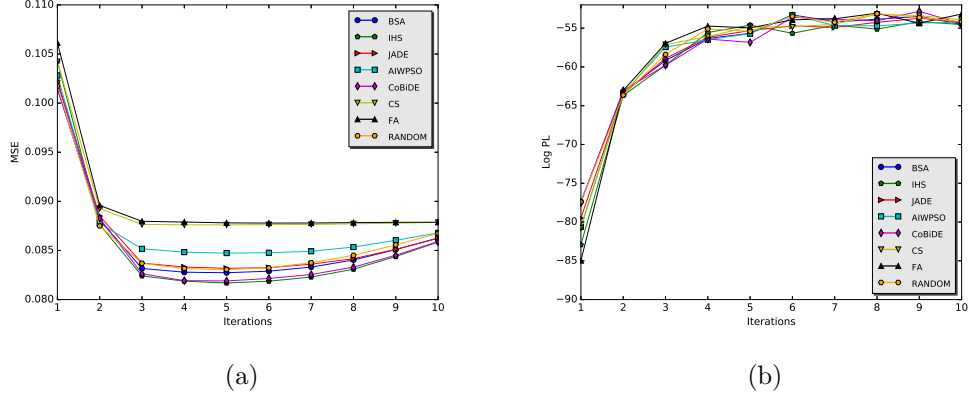 0.110
0.105
0.100
0.095
0.090
0.085
0.080
MSE
1 2 3 4 5 6 7 8 9 10
Iterations
BSA
IHS
JADE
AIWPSO
CoBiDE
CS
FA
RANDOM
(a)
−55
−60
−65
−70
−75
−80
−85
−90
Log PL
1 2 3 4 5 6 7 8 9 10
Iterations
BSA
IHS
JADE
AIWPSO
CoBiDE
CS
FA
RANDOM
(b)